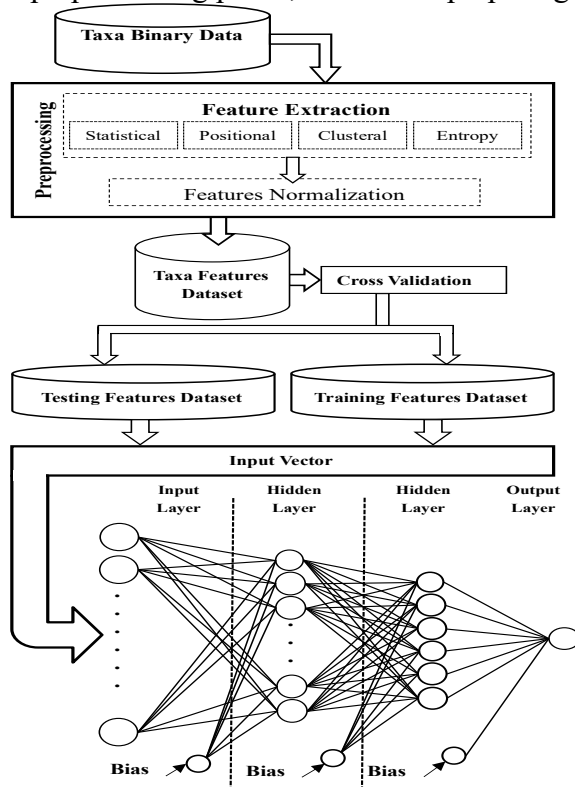 Taxa Binary Data
Preprocessing
Feature Extraction
Statistical Positional Clusteral Entropy
Features Normalization
Taxa Features
Dataset
Cross Validation
Testing Features Dataset
Training Features Dataset
Input Vector
Input
Layer
Hidden
Layer
Hidden
Layer
Output
Layer
Bias
Bias
Bias